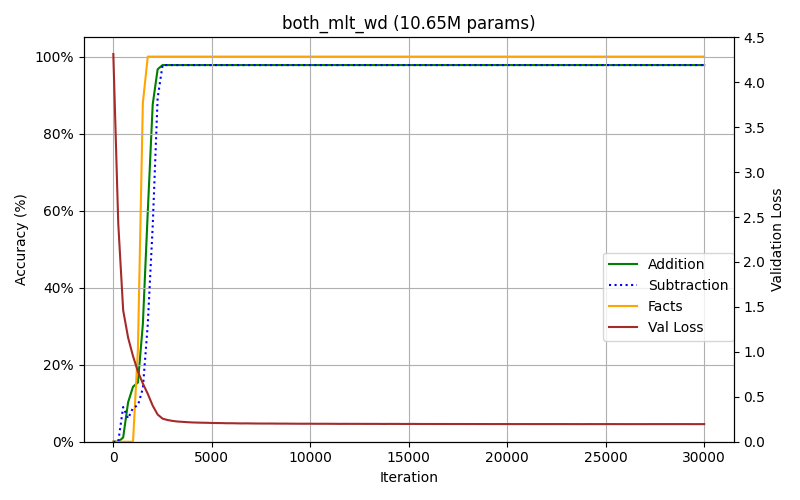 both_mlt_wd (10.65M params)
100%
80%
60%
40%
20%
0%
Accuracy (%)
4.5
4.0
3.5
3.0
2.5
2.0
1.5
1.0
0.5
0.0
Validation Loss
Addition
Subtraction
Facts
Val Loss
0 5000 10000 15000 20000 25000 30000
Iteration